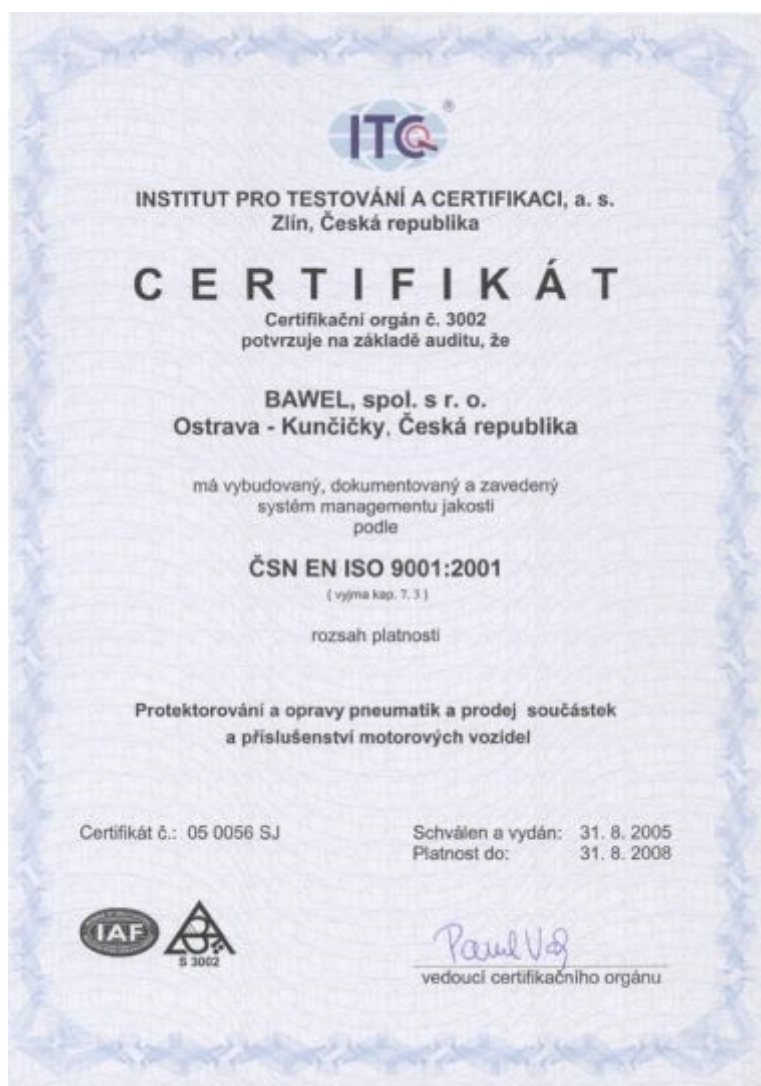 ITC ®
INSTITUT PRO TESTOVÁNÍ A CERTIFIKACI, a. s.
Zlín, Česká republika
CERTIFIKÁT
Certifikační orgán č. 3002
potvrzuje na základě auditu, že
BAWEL, spol. s r. o.
Ostrava - Kunčičky, Česká republika
má vybudovaný, dokumentovaný a zavedený
systém managementu jakosti
podle
ČSN EN ISO 9001:2001
( vyjma kap. 7. 3 )
rozsah platnosti
Protektorování a opravy pneumatik a prodej součástek
a příslušenství motorových vozidel
Certifikát č.: 05 0056 SJ
Schválen a vydán: 31. 8. 2005
Platnost do: 31. 8. 2008
IAF
S 3002
vedoucí certifikačního orgánu